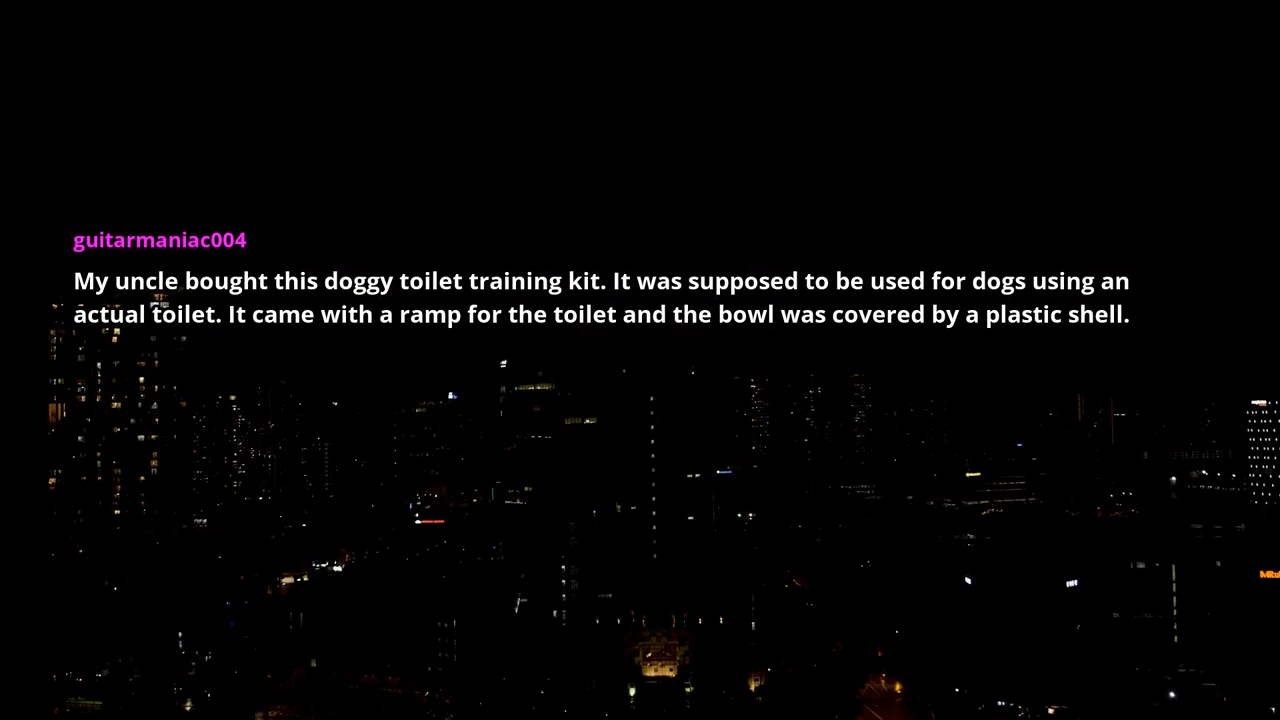 guitarmaniac004
My uncle bought this doggy toilet training kit. It was supposed to be used for dogs using an
actual toilet. It came with a ramp for the toilet and the bowl was covered by a plastic shell.